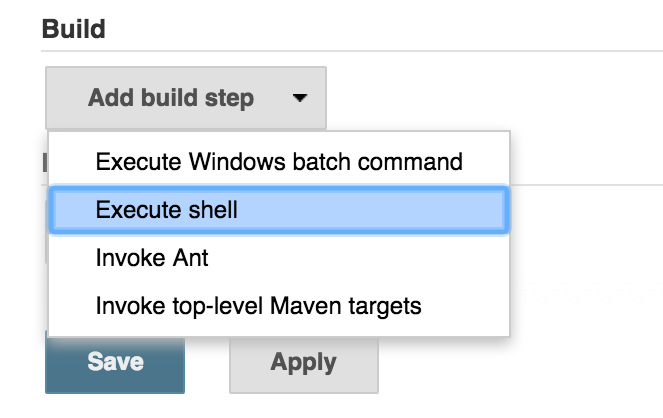 Build
Add build step
Execute Windows batch command
Execute shell
Invoke Ant
Invoke top-level Maven targets
Save
Apply